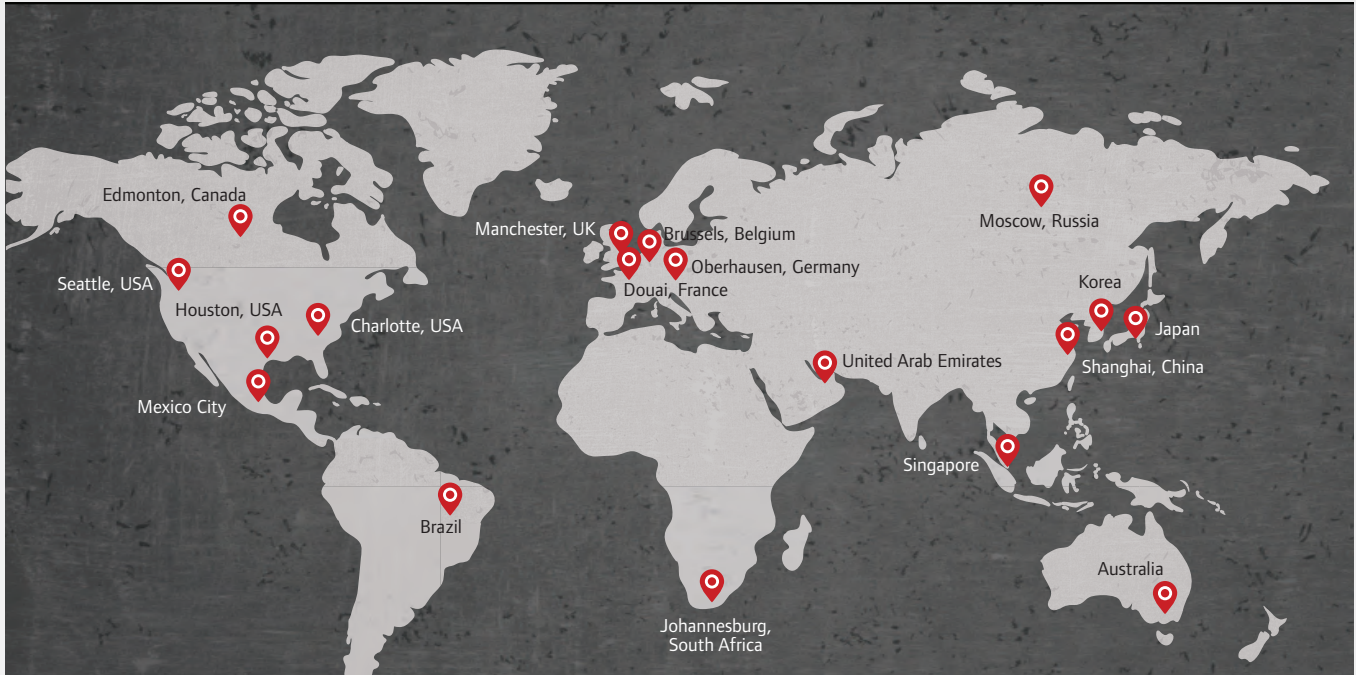 Edmonton, Canada
Moscow, Russia
Manchester, UK
Brussels, Belgium
Oberhausen, Germany
Seattle, USA
Korea
Douai, France
Houston, USA
Charlotte, USA
Japan
United Arab Emirates
Shanghai, China
Mexico City
Singapore
Brazil
Australia
Johannesburg,
South Africa